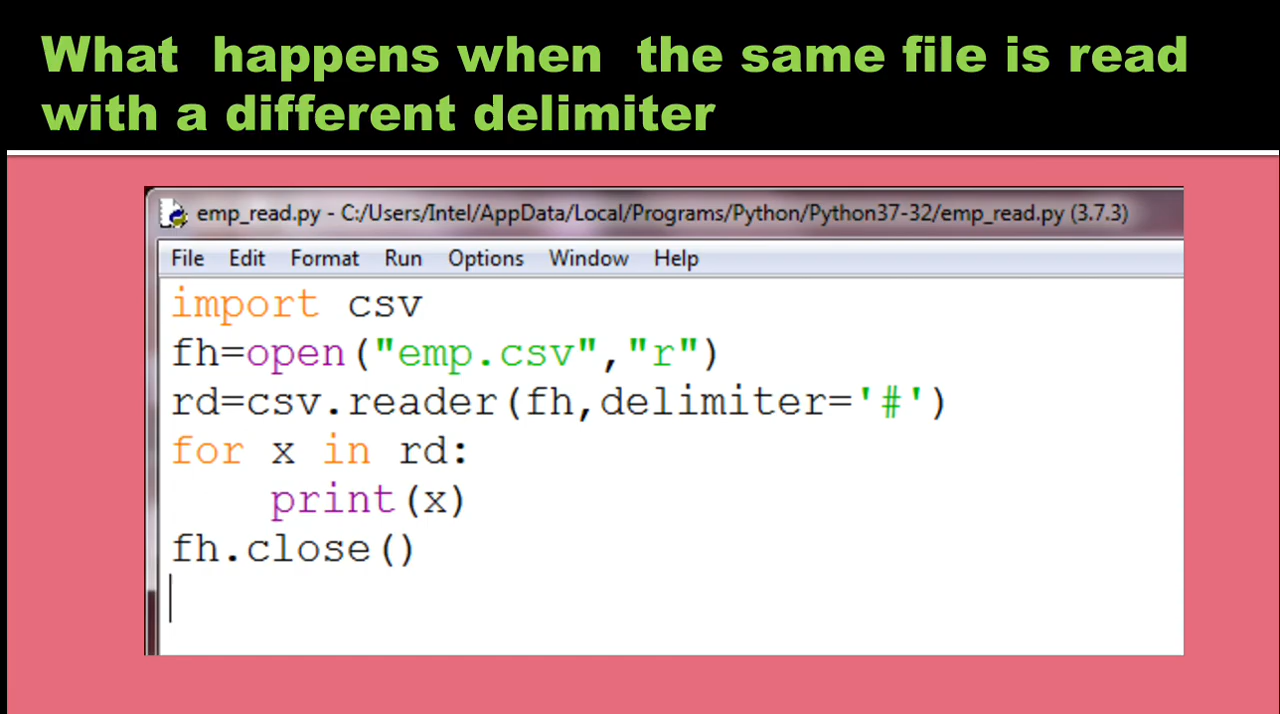 What happens when the same file is read
with a different delimiter
emp_read.py - C:/Users/Intel/AppData/Local/Programs/Python/Python37-32/emp_read.py (3.7.3)
File Edit Format Run Options Window Help
import csv
fh=open("emp.csv","r")
rd=csv.reader(fh,delimiter='#')
for x in rd:
    print(x)
fh.close()